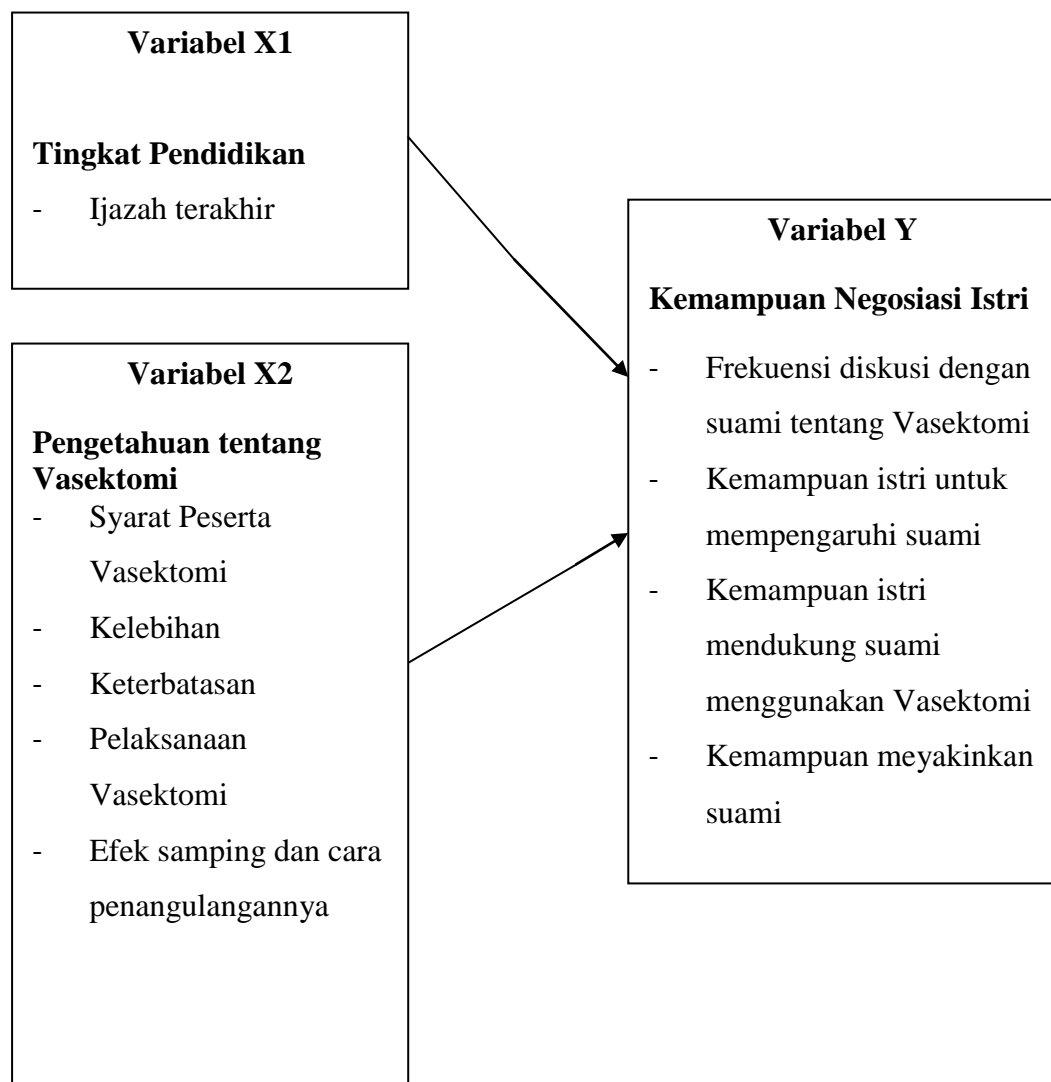 Variabel X1
Tingkat Pendidikan
- Ijazah terakhir
Variabel X2
Pengetahuan tentang
Vasektomi
- Syarat Peserta
Vasektomi
- Kelebihan
- Keterbatasan
- Pelaksanaan
Vasektomi
- Efek samping dan cara
penangulangannya
Variabel Y
Kemampuan Negosiasi Istri
- Frekuensi diskusi dengan
suami tentang Vasektomi
- Kemampuan istri untuk
mempengaruhi suami
- Kemampuan istri
mendukung suami
menggunakan Vasektomi
- Kemampuan meyakinkan
suami